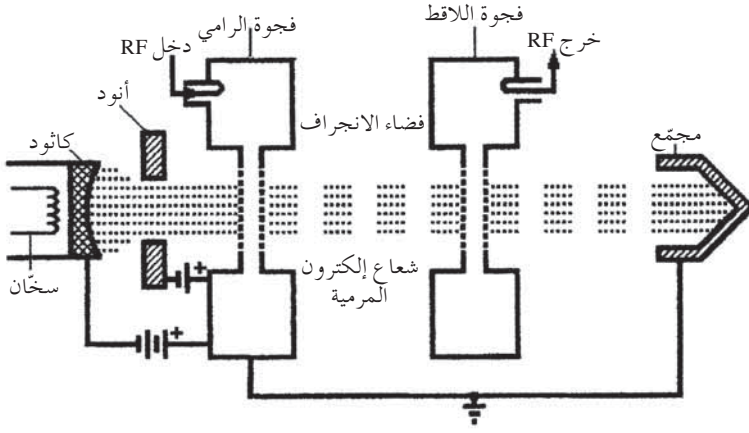 فجوة اللاقط
فجوة الرامي
خرج RF
دخل RF
أنود
فضاء الانجراف
مجمّع
كاثود
شعاع إلكترون
المرمية
سخّان
+
+